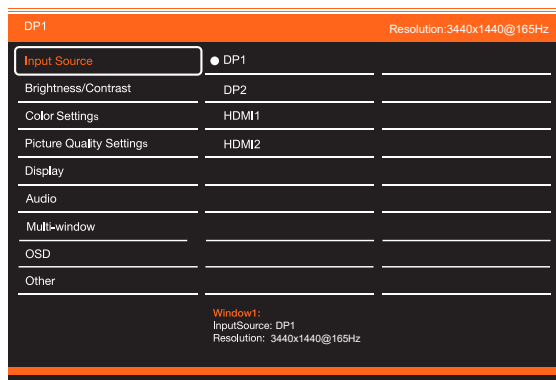 DP1
Resolution:3440x1440@165Hz
Input Source
DP1
Brightness/Contrast
DP2
Color Settings
HDMI1
Picture Quality Settings
HDMI2
Display
Audio
Multi-window
OSD
Other
Window1:
InputSource: DP1
Resolution: 3440x1440@165Hz